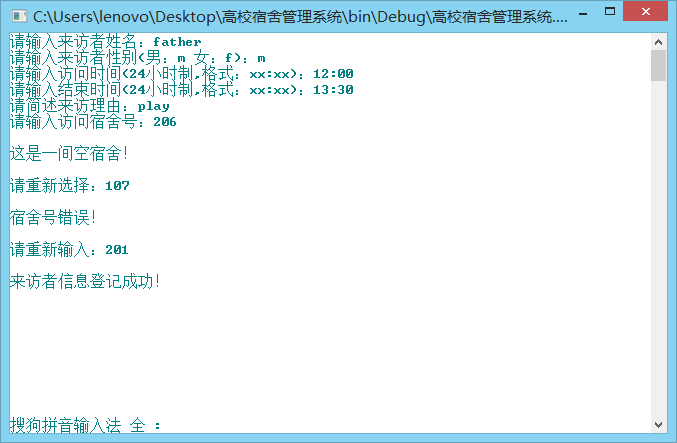 C:\Users\lenovo\Desktop\高校宿舍管理系统\bin\Debug\高校宿舍管理系统....
请输入来访者姓名：father
请输入来访者性别(男：m 女：f)：m
请输入访问时间(24小时制,格式：xx:xx)：12:00
请输入结束时间(24小时制,格式：xx:xx)：13:30
请简述来访理由：play
请输入访问宿舍号：206
这是一间空宿舍!
请重新选择：107
宿舍号错误!
请重新输入：201
来访者信息登记成功!
搜狗拼音输入法 全 ：